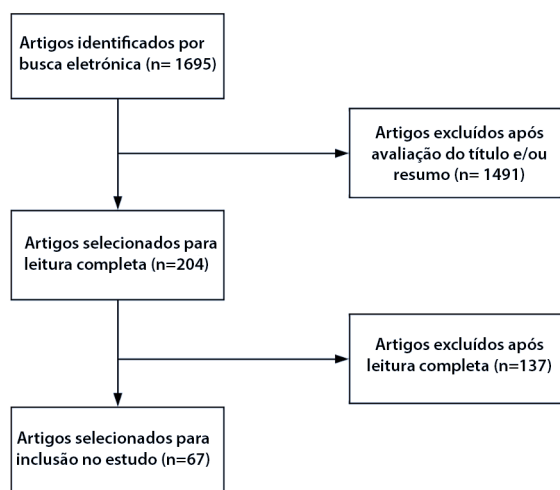 Artigos identificados por
busca eletrónica (n= 1695)
Artigos excluídos após
avaliação do título e/ou
resumo (n= 1491)
Artigos selecionados para
leitura completa (n=204)
Artigos excluídos após
leitura completa (n=137)
Artigos selecionados para
inclusão no estudo (n=67)